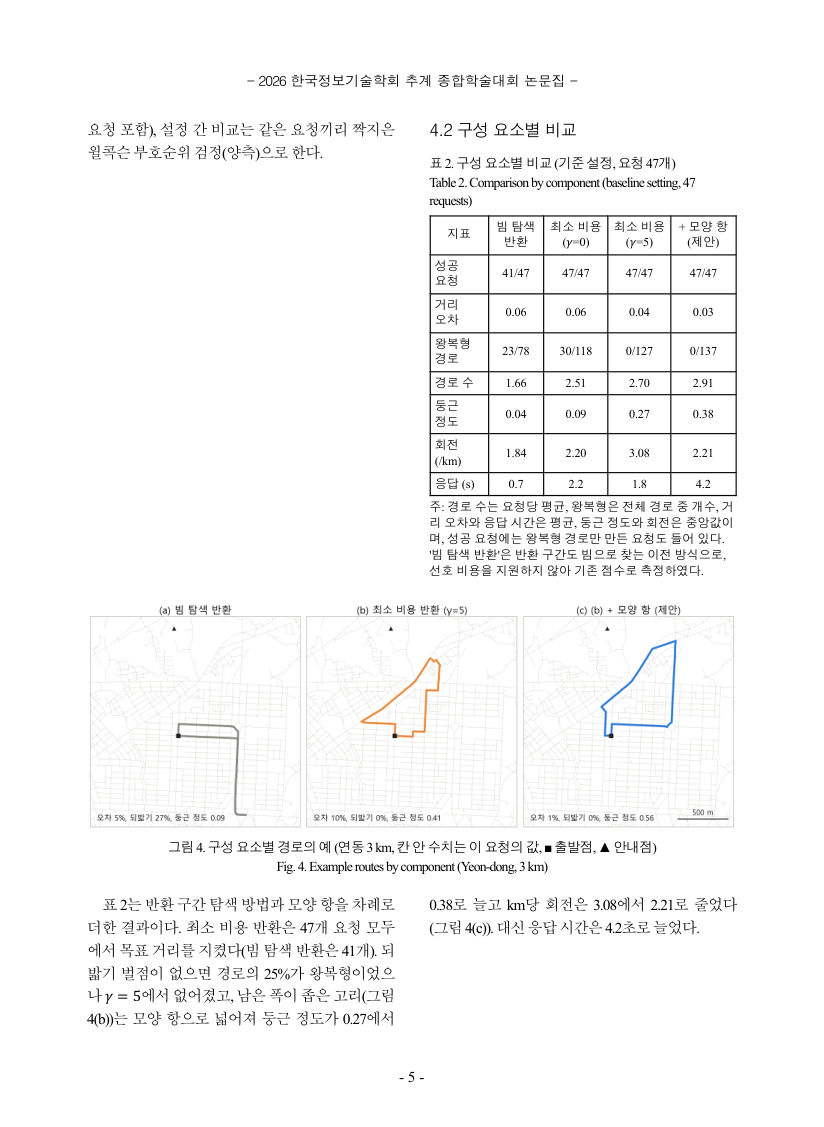 - 2026 한국정보기술학회 추계 종합학술대회 논문집 -
요청 포함), 설정 간 비교는 같은 요청끼리 짝지은
윌콕슨 부호순위 검정(양측)으로 한다.
4.2 구성 요소별 비교
표 2. 구성 요소별 비교 (기준 설정, 요청 47개)
Table 2. Comparison by component (baseline setting, 47
requests)
지표 빔 탐색 반환 최소 비용 (γ=0) 최소 비용 (γ=5) + 모양 항 (제안)
성공 요청 41/47 47/47 47/47 47/47
거리 오차 0.06 0.06 0.04 0.03
왕복형 경로 23/78 30/118 0/127 0/137
경로 수 1.66 2.51 2.70 2.91
둥근 정도 0.04 0.09 0.27 0.38
회전 (/km) 1.84 2.20 3.08 2.21
응답 (s) 0.7 2.2 1.8 4.2
주: 경로 수는 요청당 평균, 왕복형은 전체 경로 중 개수, 거
리 오차와 응답 시간은 평균, 둥근 정도와 회전은 중앙값이
며, 성공 요청에는 왕복형 경로만 만든 요청도 들어 있다.
'빔 탐색 반환'은 반환 구간도 빔으로 찾는 이전 방식으로,
선호 비용을 지원하지 않아 기존 점수로 측정하였다.
(a) 빔 탐색 반환
(b) 최소 비용 반환 (γ=5)
(c) (b) + 모양 항 (제안)
오차 5%, 되밟기 27%, 둥근 정도 0.09
오차 10%, 되밟기 0%, 둥근 정도 0.41
오차 1%, 되밟기 0%, 둥근 정도 0.56
500 m
그림 4. 구성 요소별 경로의 예 (연동 3 km, 칸 안 수치는 이 요청의 값, ■ 출발점, ▲ 안내점)
Fig. 4. Example routes by component (Yeon-dong, 3 km)
표 2는 반환 구간 탐색 방법과 모양 항을 차례로
더한 결과이다. 최소 비용 반환은 47개 요청 모두
에서 목표 거리를 지켰다(빔 탐색 반환은 41개). 되
밟기 벌점이 없으면 경로의 25%가 왕복형이었으
나 γ = 5에서 없어졌고, 남은 폭이 좁은 고리(그림
4(b))는 모양 항으로 넓어져 둥근 정도가 0.27에서
0.38로 늘고 km당 회전은 3.08에서 2.21로 줄었다
(그림 4(c)). 대신 응답 시간은 4.2초로 늘었다.
- 5 -